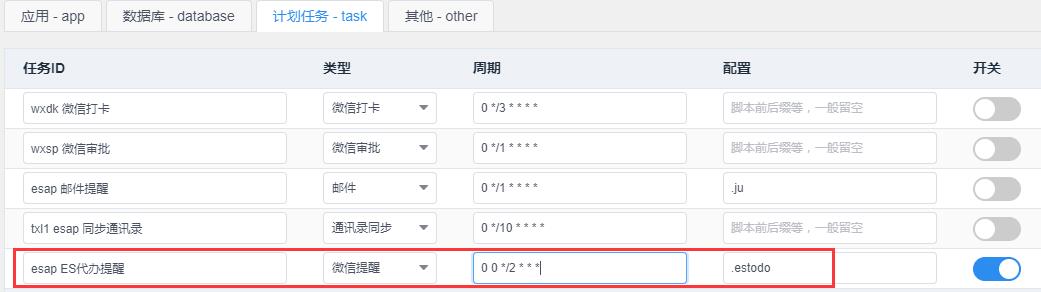 应用 - app 数据库 - database 计划任务 - task 其他 - other
任务ID 类型 周期 配置 开关
wxdk 微信打卡 微信打卡 0 */3 * * * * 脚本前后缀等，一般留空
wxsp 微信审批 微信审批 0 */1 * * * * 脚本前后缀等，一般留空
esap 邮件提醒 邮件 0 */1 * * * * .ju
txl1 esap 同步通讯录 通讯录同步 0 */10 * * * * 脚本前后缀等，一般留空
esap ES代办提醒 微信提醒 0 0 */2 * * * .estodo